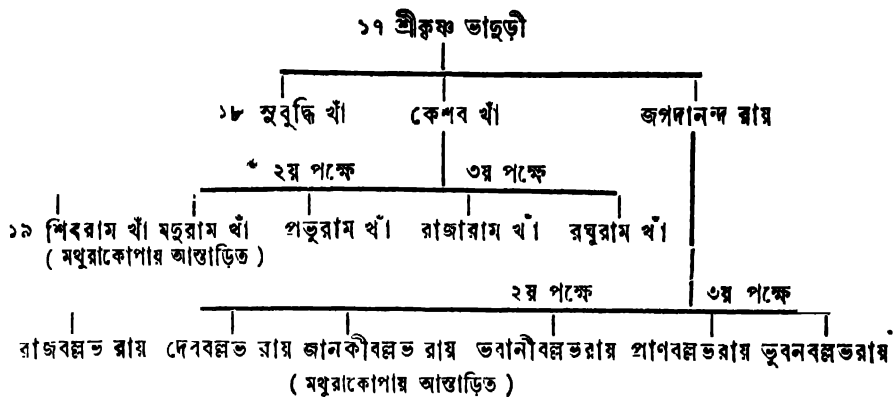 ১৭ শ্রীকৃষ্ণ ভাদুড়ী
১৮ সুবুদ্ধি খাঁ কেশব খাঁ জগদানন্দ রায়
২য় পক্ষে ৩য় পক্ষে
১৯ শিবরাম খাঁ মদুরাম খাঁ প্রভুরাম খাঁ রাজারাম খাঁ রঘুরাম খাঁ
( মথুরাকোপায় আস্তাড়িত )
২য় পক্ষে ৩য় পক্ষে
রাজবল্লভ রায় দেববল্লভ রায় জানকীবল্লভ রায় ভবানীবল্লভরায় প্রাণবল্লভরায় ভুবনবল্লভরায়
( মথুরাকোপায় আস্তাড়িত )